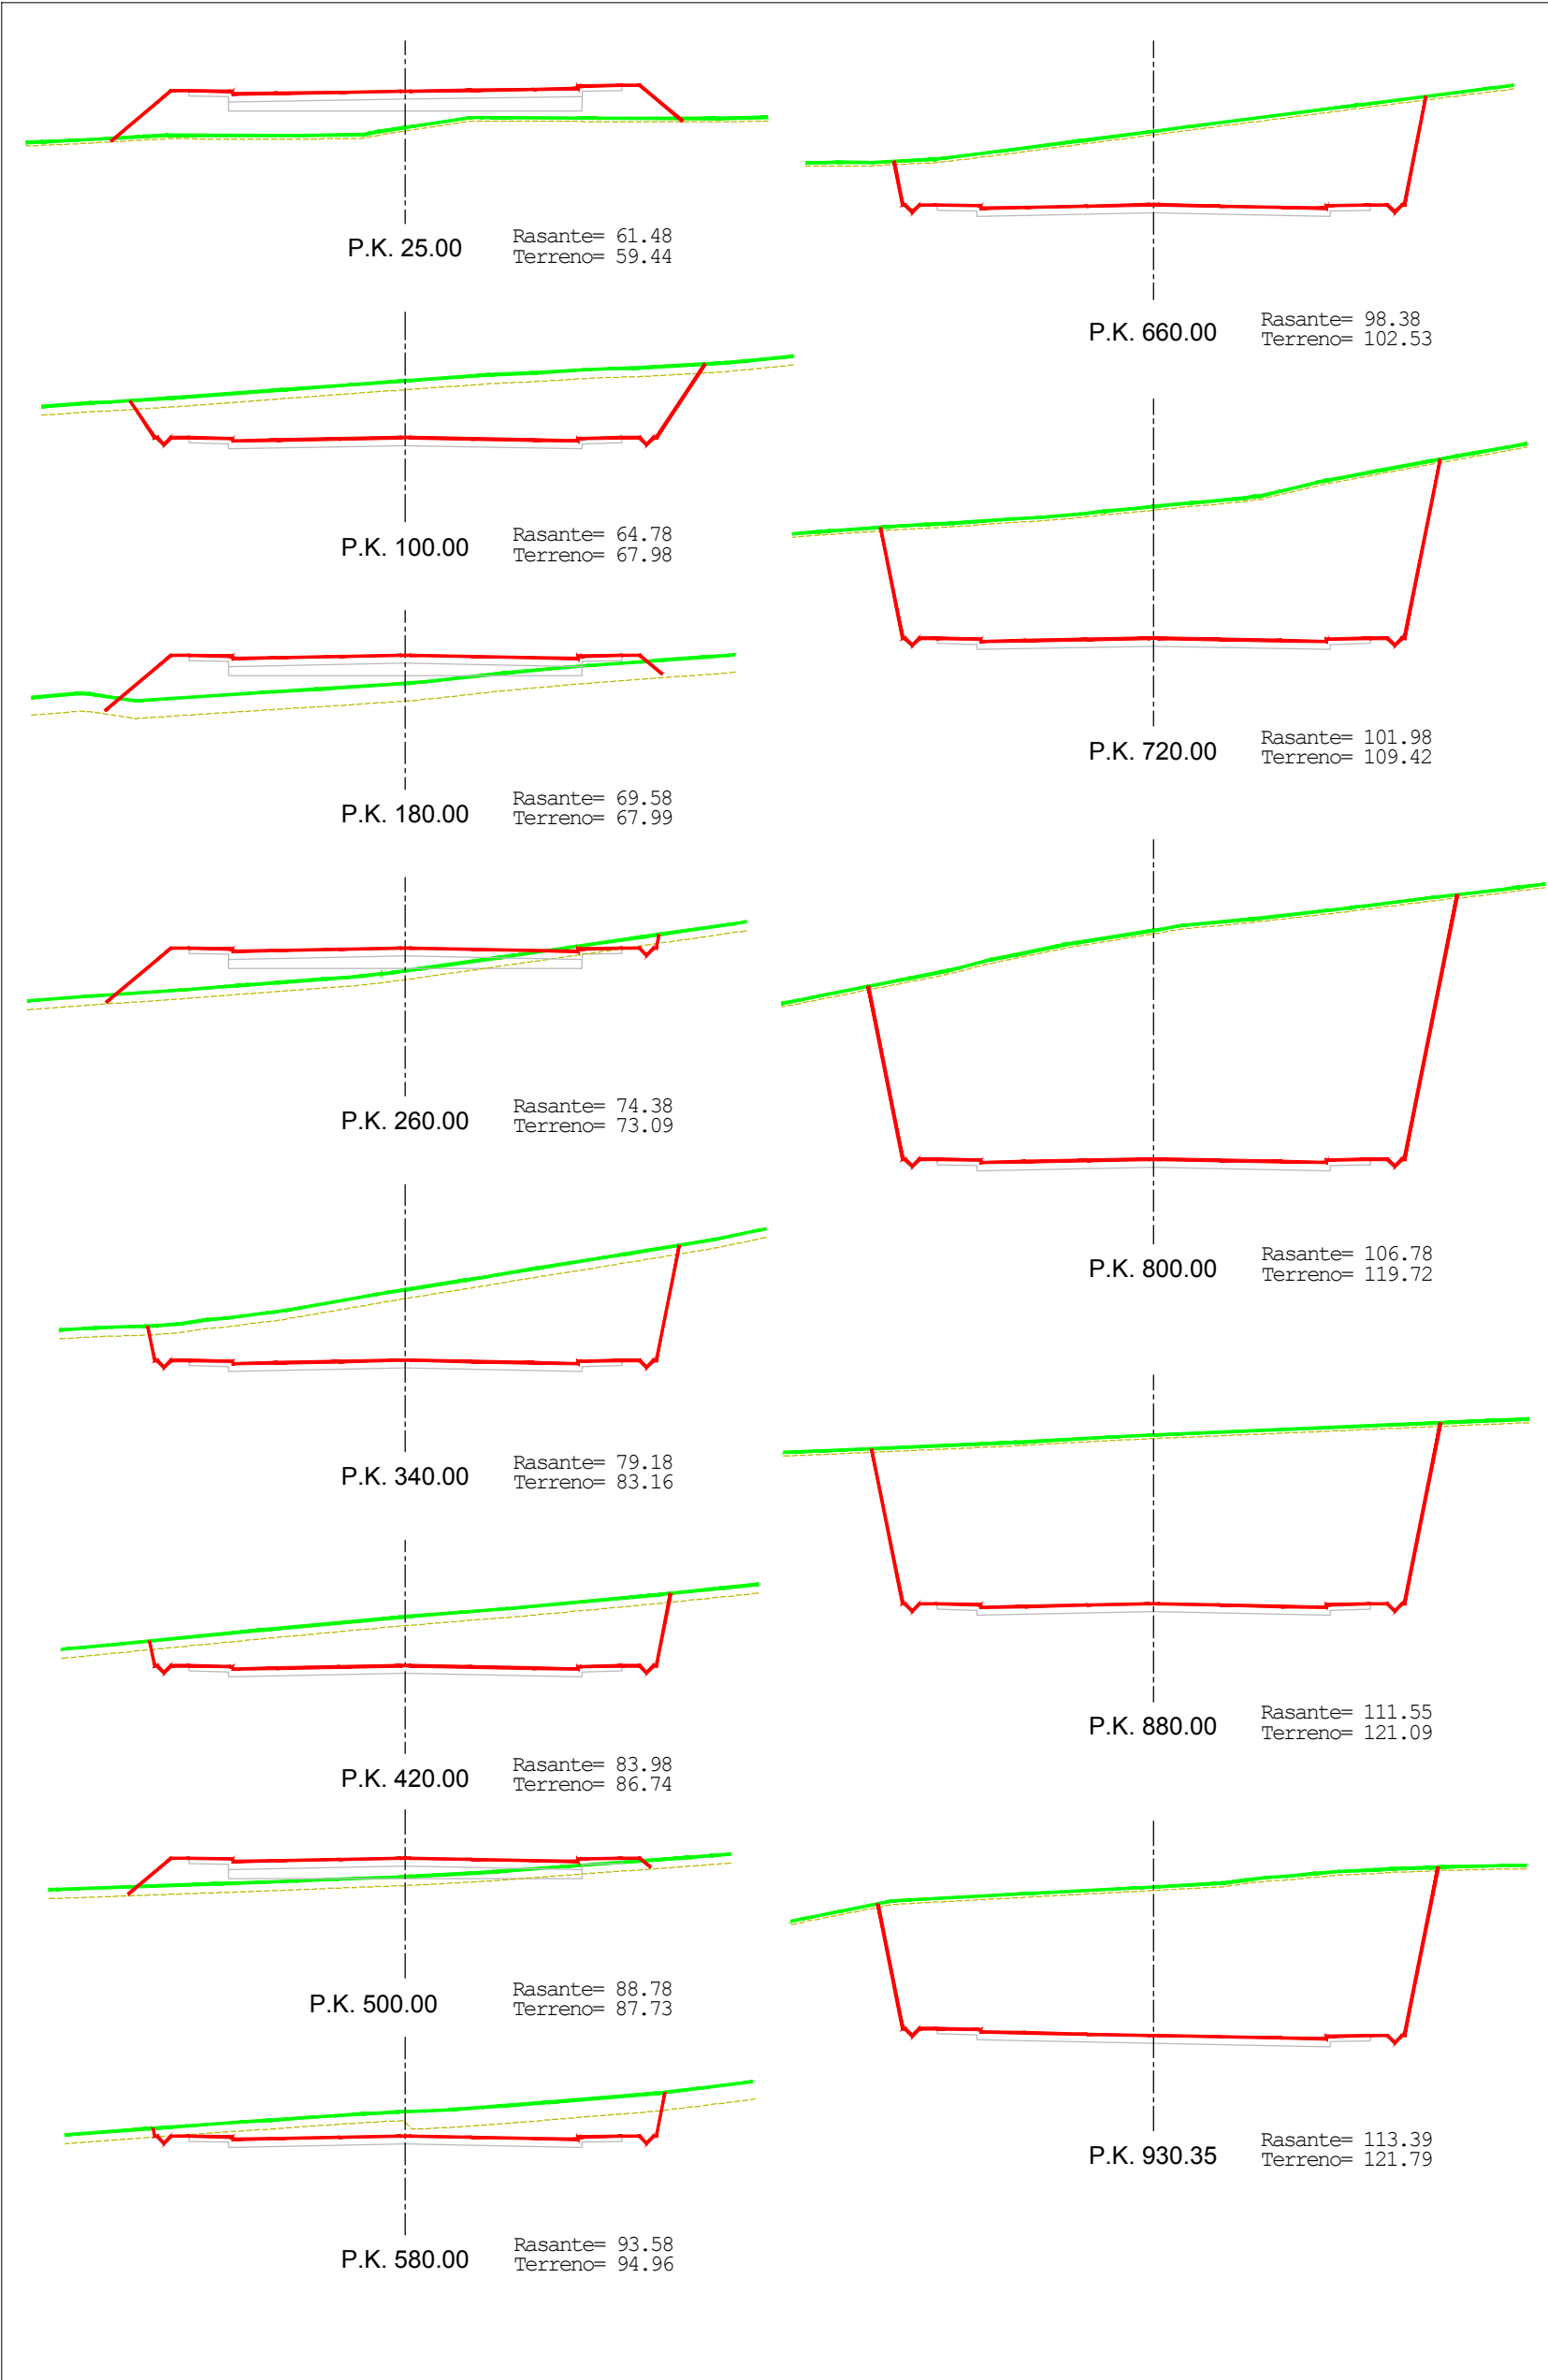 P.K. 25.00
Rasante= 61.48
Terreno= 59.44
P.K. 100.00
Rasante= 64.78
Terreno= 67.98
P.K. 180.00
Rasante= 69.58
Terreno= 67.99
P.K. 260.00
Rasante= 74.38
Terreno= 73.09
P.K. 340.00
Rasante= 79.18
Terreno= 83.16
P.K. 420.00
Rasante= 83.98
Terreno= 86.74
P.K. 500.00
Rasante= 88.78
Terreno= 87.73
P.K. 580.00
Rasante= 93.58
Terreno= 94.96
P.K. 660.00
Rasante= 98.38
Terreno= 102.53
P.K. 720.00
Rasante= 101.98
Terreno= 109.42
P.K. 800.00
Rasante= 106.78
Terreno= 119.72
P.K. 880.00
Rasante= 111.55
Terreno= 121.09
P.K. 930.35
Rasante= 113.39
Terreno= 121.79